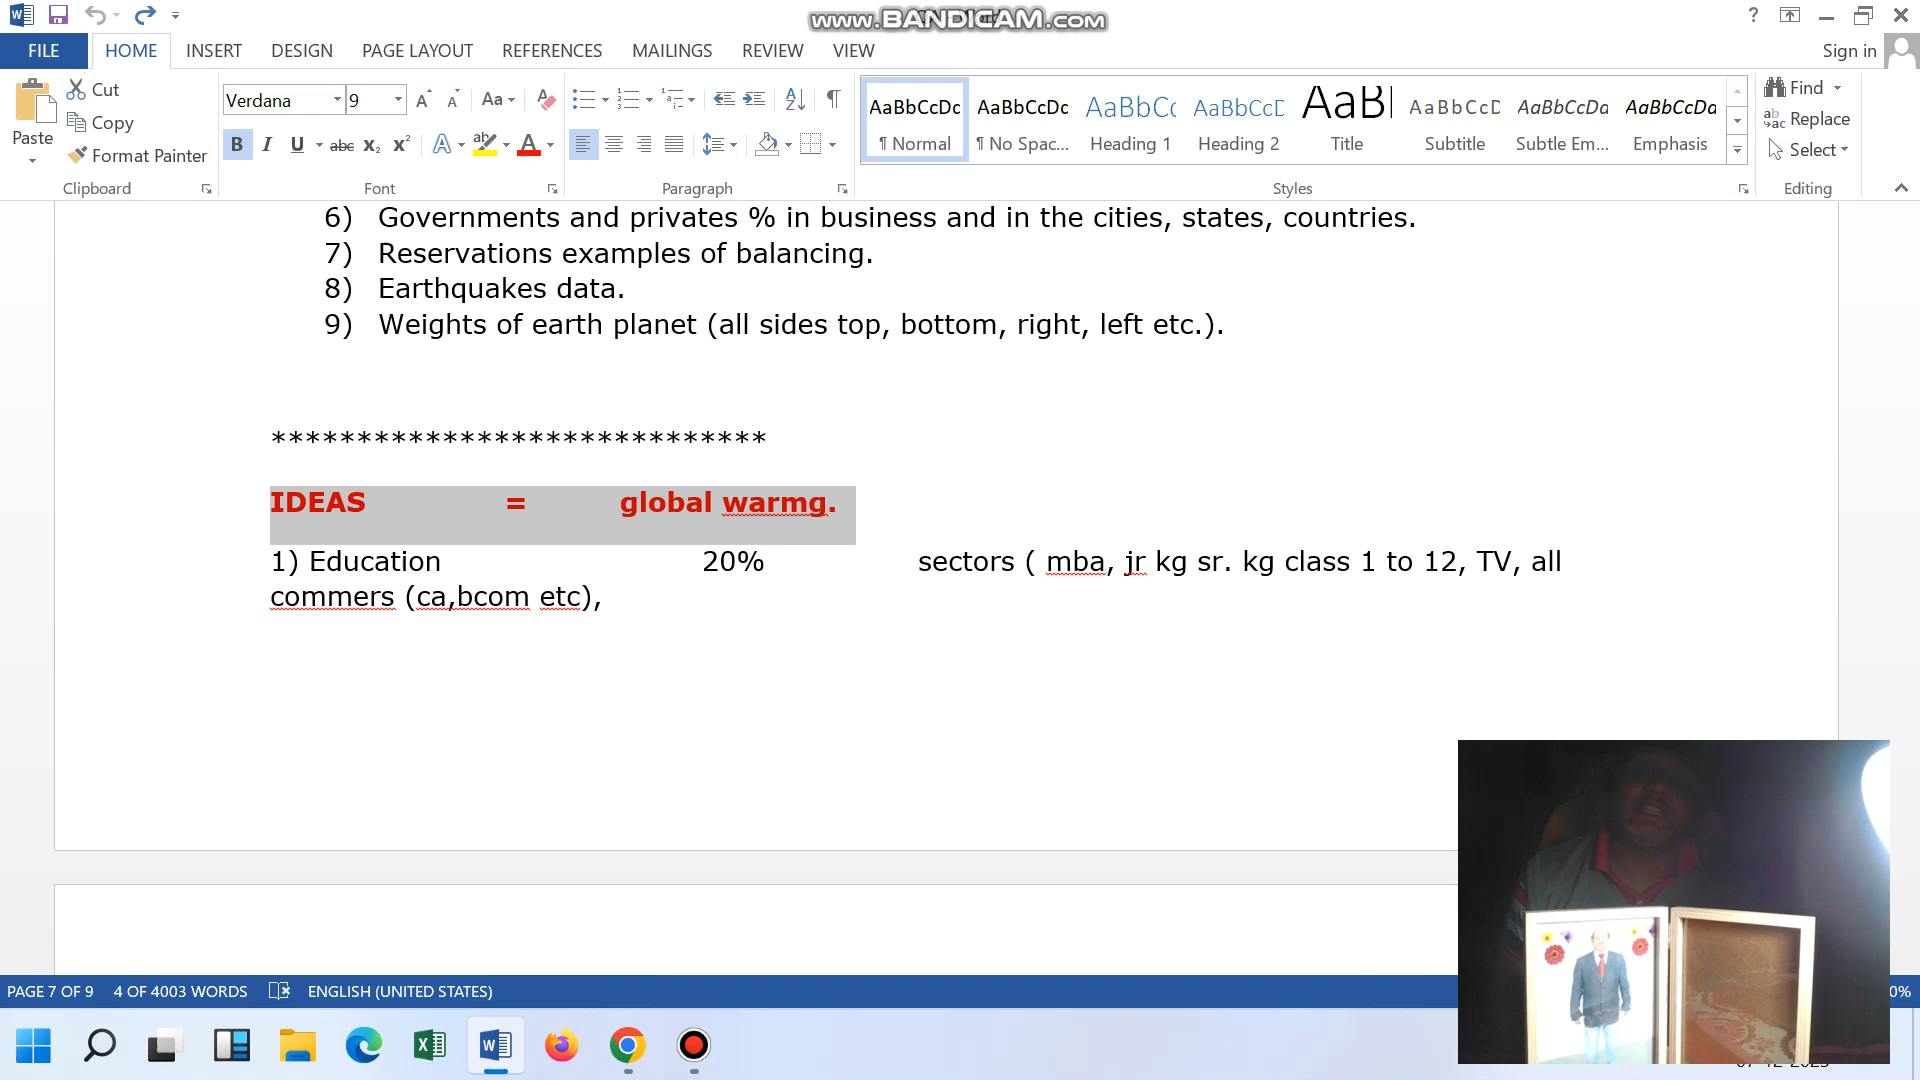 www.BANDICAM.com
FILE HOME INSERT DESIGN PAGE LAYOUT REFERENCES MAILINGS REVIEW VIEW Sign in
Cut
Copy
Format Painter
Paste
Verdana 9
Clipboard Font Paragraph Styles Editing
AaBbCcDc AaBbCcDc AaBbC AaBbCcD AaB AaBbCcD AaBbCcDa AaBbCcDa
¶ Normal ¶ No Spac... Heading 1 Heading 2 Title Subtitle Subtle Em... Emphasis
Find
Replace
Select
6) Governments and privates % in business and in the cities, states, countries.
7) Reservations examples of balancing.
8) Earthquakes data.
9) Weights of earth planet (all sides top, bottom, right, left etc.).
*****************************
IDEAS = global warmg.
1) Education 20% sectors ( mba, jr kg sr. kg class 1 to 12, TV, all
commers (ca,bcom etc),
PAGE 7 OF 9 4 OF 4003 WORDS ENGLISH (UNITED STATES) 0%